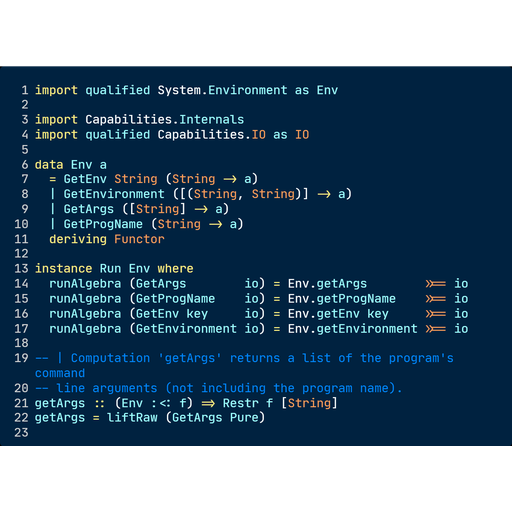 1 import qualified System.Environment as Env
2
3 import Capabilities.Internals
4 import qualified Capabilities.IO as IO
5
6 data Env a
7   = GetEnv String (String -> a)
8   | GetEnvironment ([(String, String)] -> a)
9   | GetArgs ([String] -> a)
10   | GetProgName (String -> a)
11   deriving Functor
12
13 instance Run Env where
14   runAlgebra (GetArgs        io) = Env.getArgs        >>= io
15   runAlgebra (GetProgName    io) = Env.getProgName    >>= io
16   runAlgebra (GetEnv key     io) = Env.getEnv key     >>= io
17   runAlgebra (GetEnvironment io) = Env.getEnvironment >>= io
18
19 -- | Computation 'getArgs' returns a list of the program's
command
20 -- line arguments (not including the program name).
21 getArgs :: (Env :<: f) => Restr f [String]
22 getArgs = liftRaw (GetArgs Pure)
23